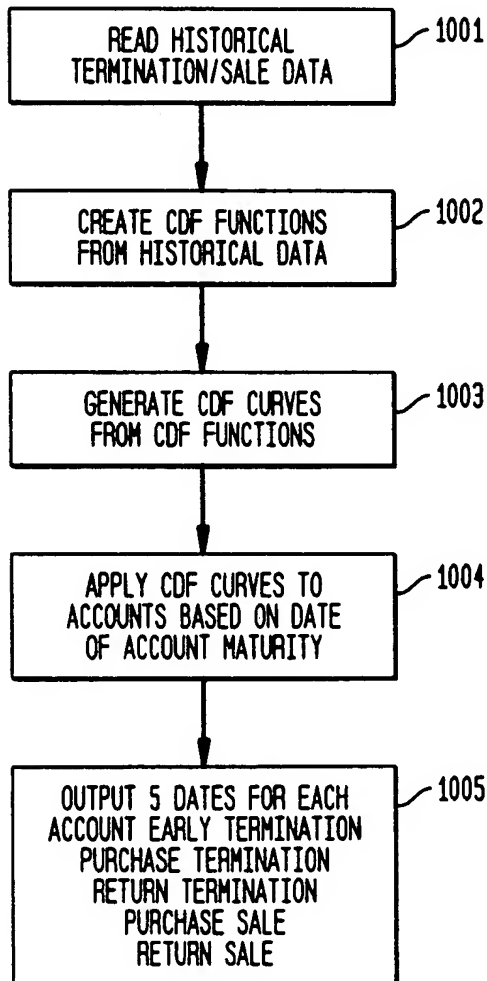 READ HISTORICAL
TERMINATION/SALE DATA
1001
CREATE CDF FUNCTIONS
FROM HISTORICAL DATA
1002
GENERATE CDF CURVES
FROM CDF FUNCTIONS
1003
APPLY CDF CURVES TO
ACCOUNTS BASED ON DATE
OF ACCOUNT MATURITY
1004
OUTPUT 5 DATES FOR EACH
ACCOUNT EARLY TERMINATION
PURCHASE TERMINATION
RETURN TERMINATION
PURCHASE SALE
RETURN SALE
1005